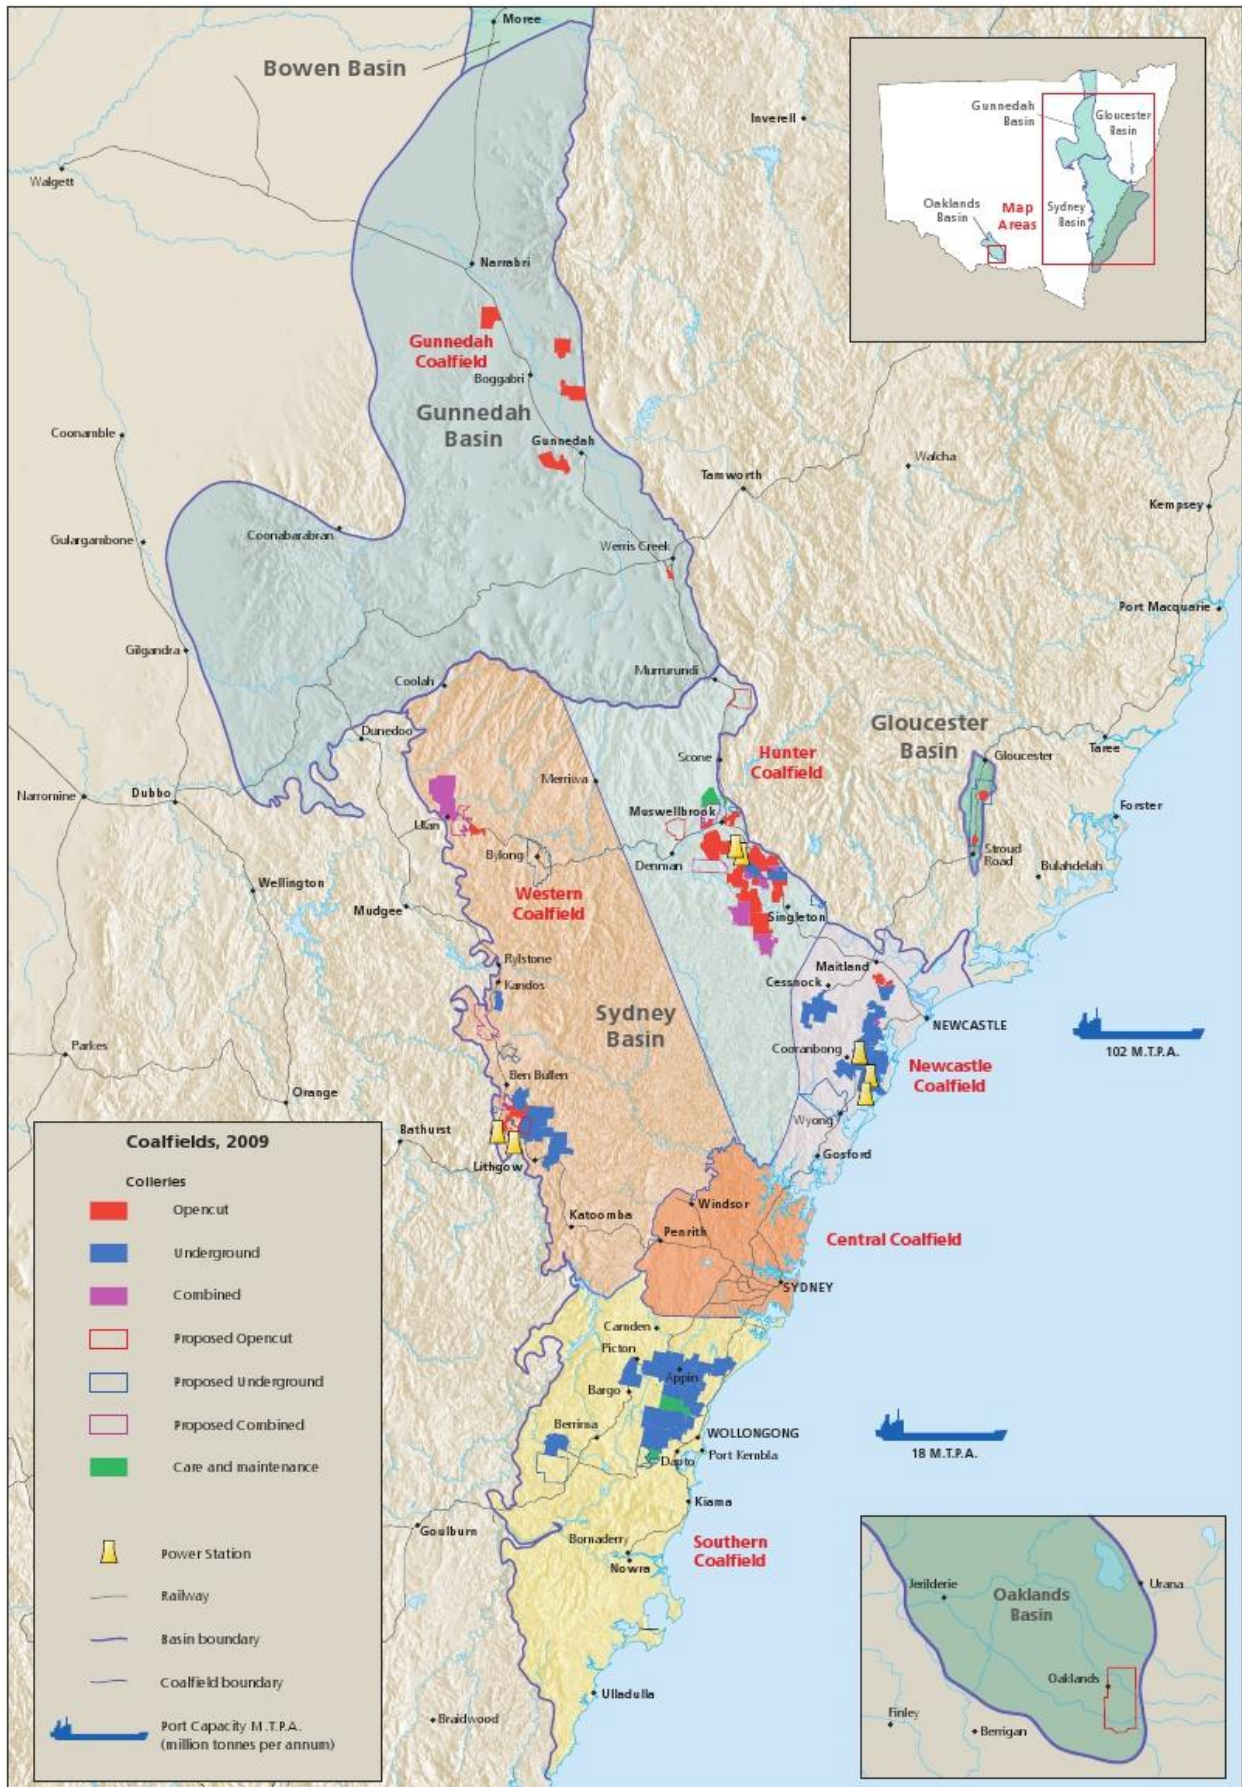 Moree
Bowen Basin
Inverell
Walgett
Narrabri
Gunnedah
Coalfield
Boggabri
Gunnedah
Basin
Gunnedah
Coonamble
Walcha
Tamworth
Kempsey
Coonabarabran
Gulargambone
Werris Creek
Port Macquarie
Gilgandra
Murrurundi
Coolah
Gloucester
Basin
Dunedoo
Taree
Hunter
Coalfield
Scone
Gloucester
Merriwa
Narromine
Dubbo
Forster
Muswellbrook
Ulan
Bylong
Denman
Stroud
Road
Bulahdelah
Wellington
Western
Coalfield
Mudgee
Singleton
Rylstone
Maitland
Cessnock
Kandos
Sydney
Basin
NEWCASTLE
102 M.T.P.A.
Parkes
Cooranbong
Newcastle
Coalfield
Ben Bullen
Orange
Wyong
Bathurst
Gosford
Lithgow
Windsor
Katoomba
Penrith
Central Coalfield
SYDNEY
Camden
Picton
Appin
Bargo
Berrima
WOLLONGONG
Port Kembla
Dapto
18 M.T.P.A.
Kiama
Goulburn
Bomaderry
Nowra
Southern
Coalfield
Ulladulla
Braidwood
Gunnedah
Basin
Gloucester
Basin
Oaklands
Basin
Map
Areas
Sydney
Basin
Coalfields, 2009
Colleries
Opencut
Underground
Combined
Proposed Opencut
Proposed Underground
Proposed Combined
Care and maintenance
Power Station
Railway
Basin boundary
Coalfield boundary
Port Capacity M.T.P.A.
(million tonnes per annum)
Jerilderie
Urana
Oaklands
Basin
Oaklands
Finley
Berrigan